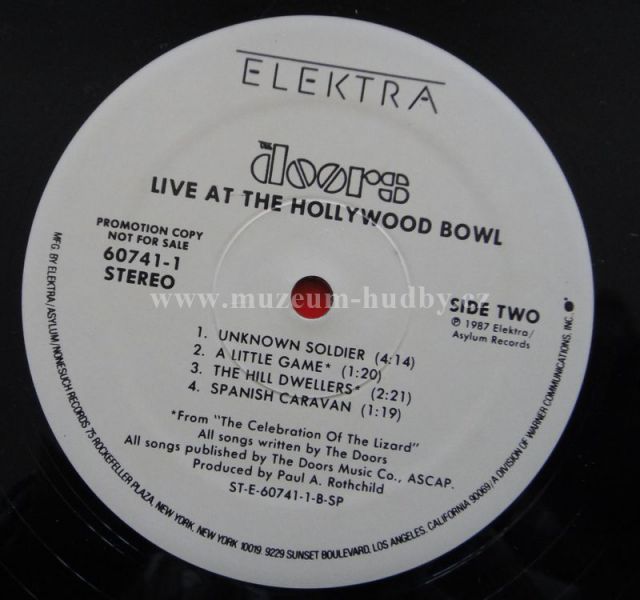 ELEKTRA
THE
doors
LIVE AT THE HOLLYWOOD BOWL
PROMOTION COPY
NOT FOR SALE
60741-1
STEREO
SIDE TWO
℗ 1987 Elektra/
Asylum Records
www.muzeum-hudby.cz
1. UNKNOWN SOLDIER (4:14)
2. A LITTLE GAME* (1:20)
3. THE HILL DWELLERS* (2:21)
4. SPANISH CARAVAN (1:19)
*From "The Celebration Of The Lizard"
All songs written by The Doors
All songs published by The Doors Music Co., ASCAP.
Produced by Paul A. Rothchild
ST-E-60741-1-B-SP
MFG. BY ELEKTRA/ASYLUM/NONESUCH RECORDS 75 ROCKEFELLER PLAZA, NEW YORK, NEW YORK 10019. 9229 SUNSET BOULEVARD, LOS ANGELES, CALIFORNIA 90069/A DIVISION OF WARNER COMMUNICATIONS, INC.